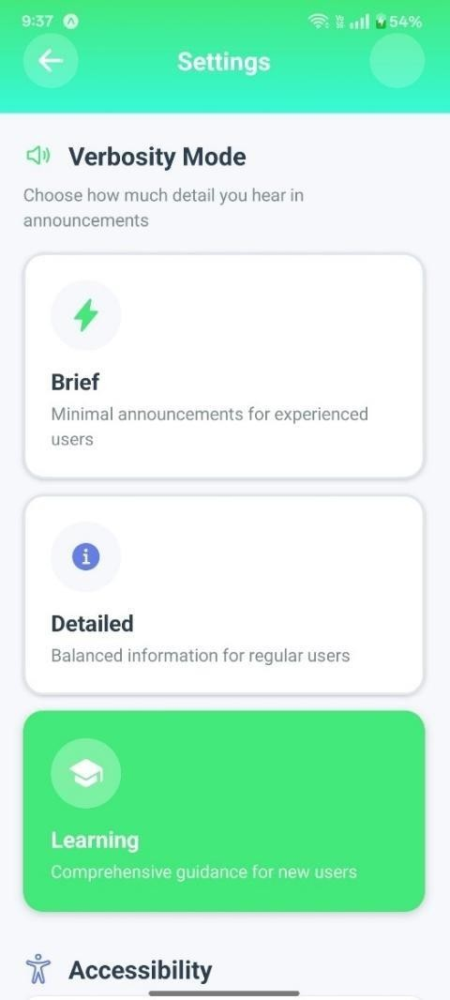 9:37
54%
Settings
Verbosity Mode
Choose how much detail you hear in
announcements
Brief
Minimal announcements for experienced
users
Detailed
Balanced information for regular users
Learning
Comprehensive guidance for new users
Accessibility